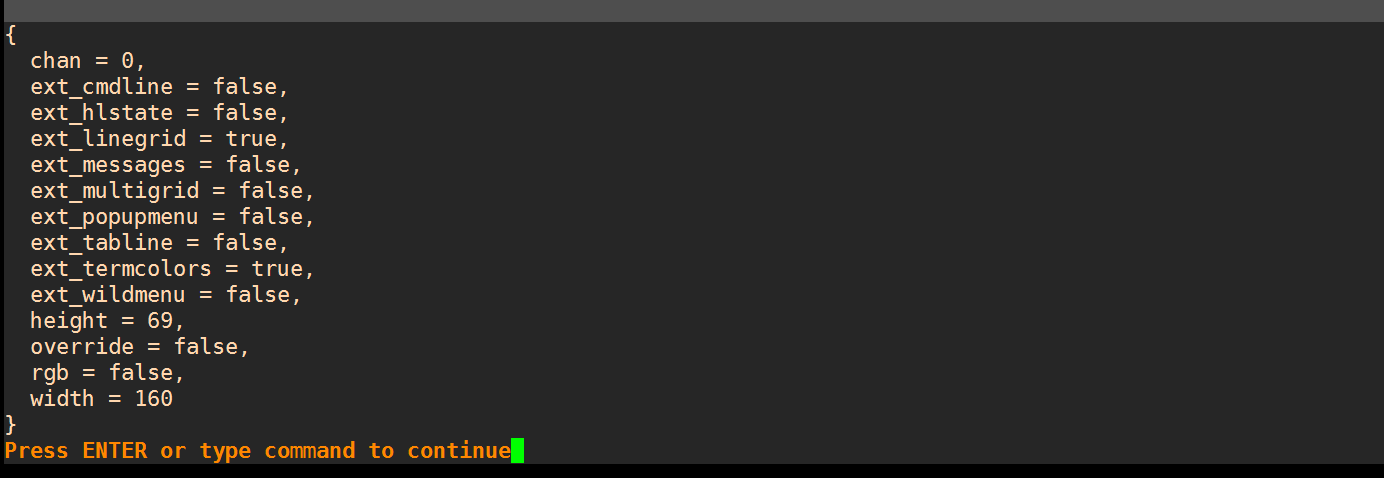 {
  chan = 0,
  ext_cmdline = false,
  ext_hlstate = false,
  ext_linegrid = true,
  ext_messages = false,
  ext_multigrid = false,
  ext_popupmenu = false,
  ext_tabline = false,
  ext_termcolors = true,
  ext_wildmenu = false,
  height = 69,
  override = false,
  rgb = false,
  width = 160
}
Press ENTER or type command to continue